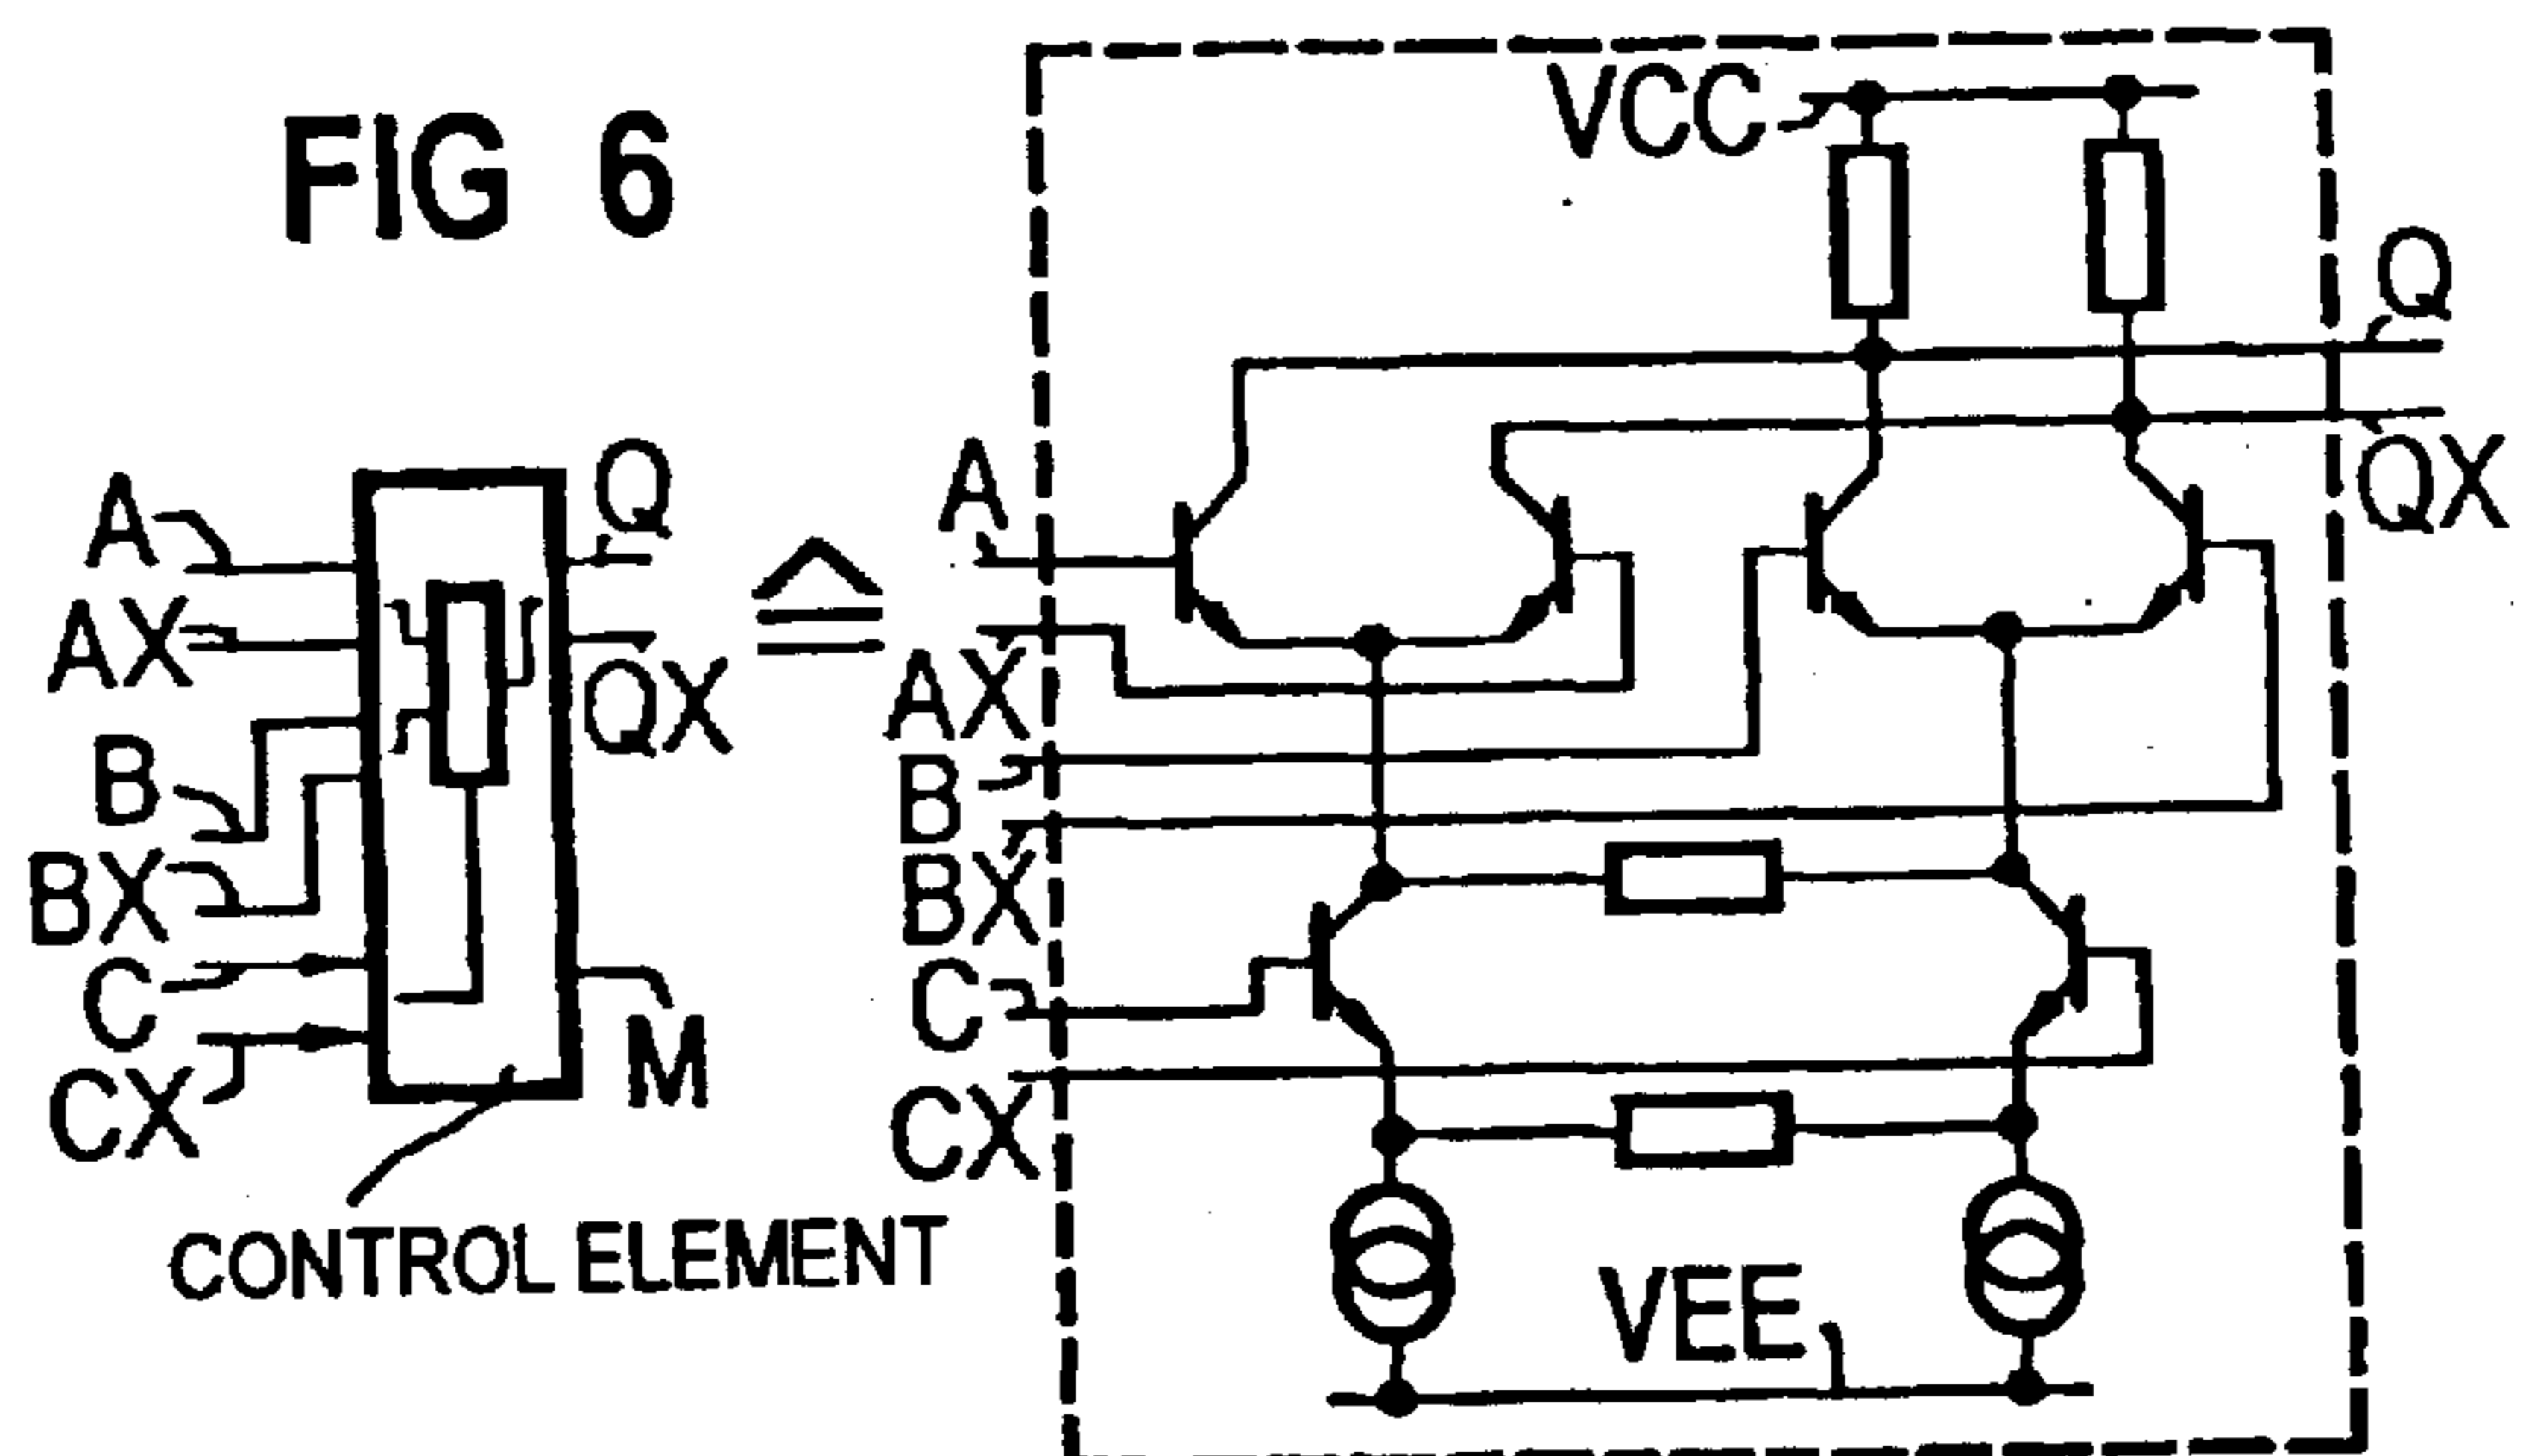 FIG 6
A
AX
B
BX
C
CX
Q
QX
M
CONTROL ELEMENT
VCC
Q
QX
A
AX
B
BX
C
CX
VEE